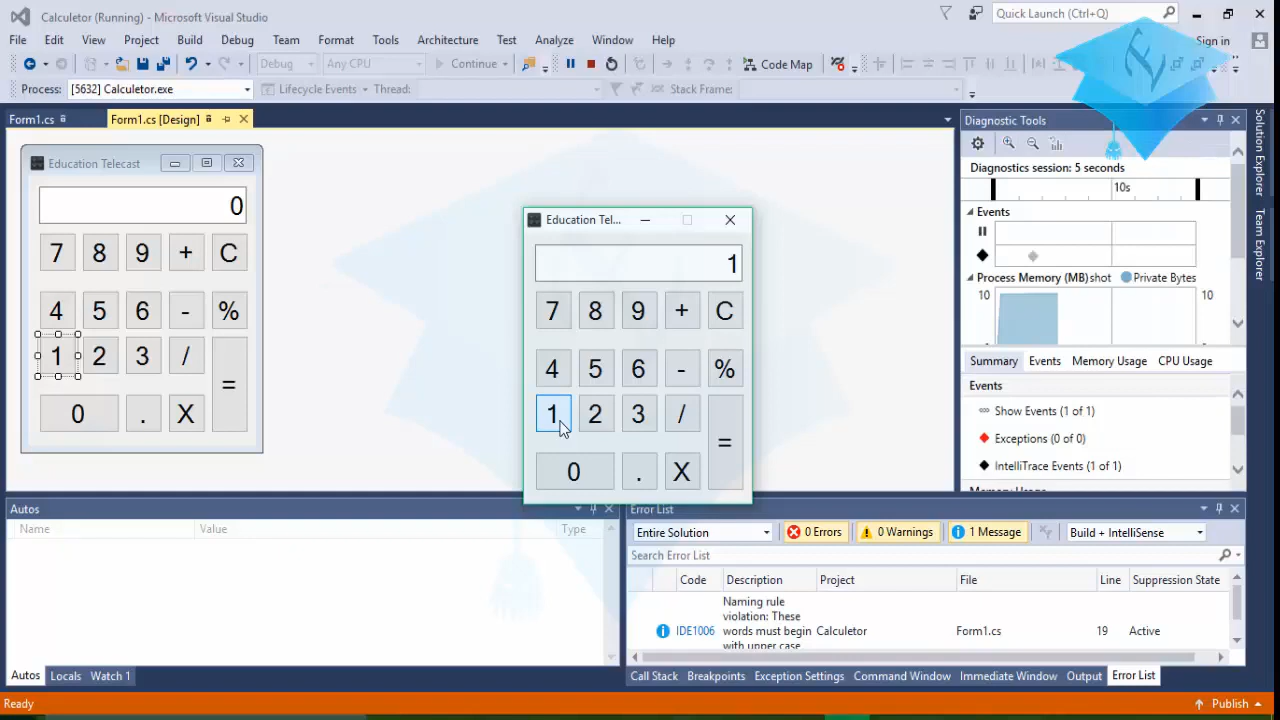 Calculetor (Running) - Microsoft Visual Studio
Quick Launch (Ctrl+Q)
File Edit View Project Build Debug Team Format Tools Architecture Test Analyze Window Help
Sign in
Debug Any CPU Continue Code Map
Process: [5632] Calculetor.exe Lifecycle Events Thread: Stack Frame:
Form1.cs Form1.cs [Design]
Education Telecast
0
7 8 9 + C
4 5 6 - %
1 2 3 /
=
0 . X
Education Tel...
1
7 8 9 + C
4 5 6 - %
1 2 3 /
=
0 . X
Diagnostic Tools
Diagnostics session: 5 seconds
10s
Events
Process Memory (MB) shot Private Bytes
10 10
Summary Events Memory Usage CPU Usage
Events
Show Events (1 of 1)
Exceptions (0 of 0)
IntelliTrace Events (1 of 1)
Solution Explorer
Team Explorer
Autos
Name Value Type
Autos Locals Watch 1
Error List
Entire Solution 0 Errors 0 Warnings 1 Message Build + IntelliSense
Search Error List
Code Description Project File Line Suppression State
Naming rule
violation: These
IDE1006 words must begin Calculetor Form1.cs 19 Active
with upper case
Call Stack Breakpoints Exception Settings Command Window Immediate Window Output Error List
Ready
Publish